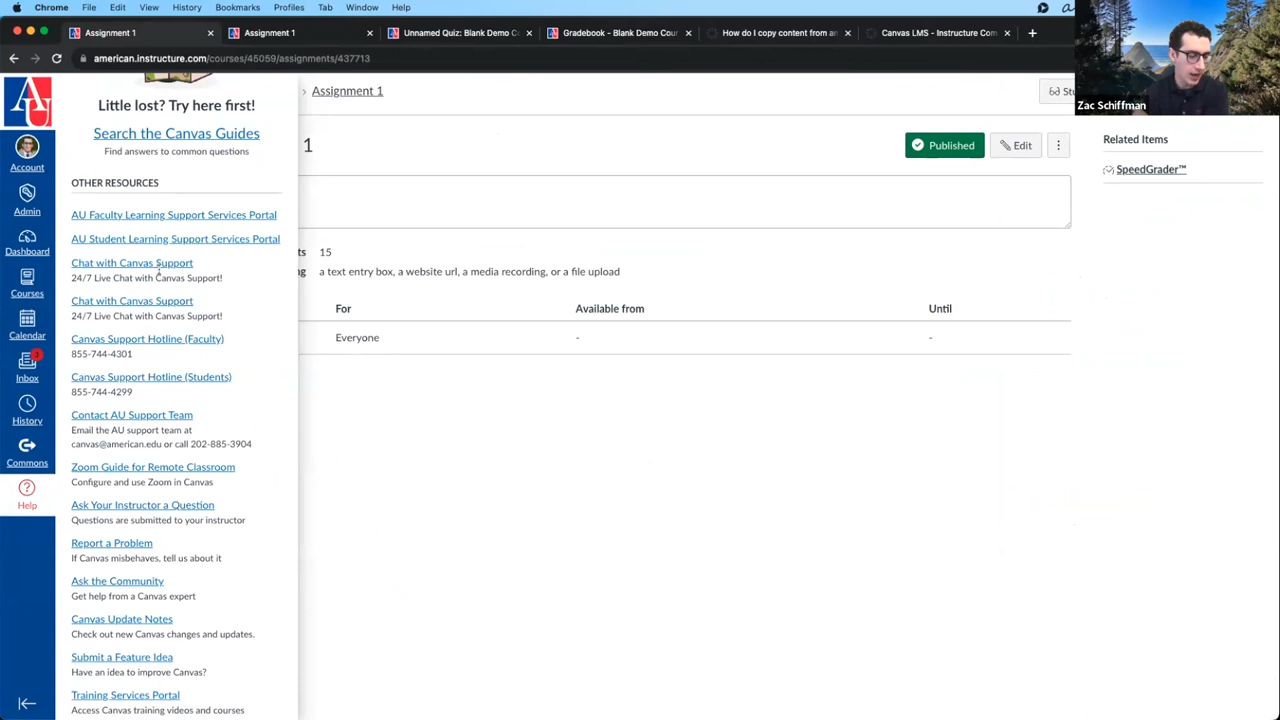 Chrome File Edit View History Bookmarks Profiles Tab Window Help
Assignment 1
Assignment 1
Unnamed Quiz: Blank Demo C
Gradebook - Blank Demo Cou
How do I copy content from an
Canvas LMS - Instructure Com
american.instructure.com/courses/45059/assignments/437713
Zac Schiffman
AU
Account
Admin
Dashboard
Courses
Calendar
Inbox
History
Commons
Help
Little lost? Try here first!
Search the Canvas Guides
Find answers to common questions
OTHER RESOURCES
AU Faculty Learning Support Services Portal
AU Student Learning Support Services Portal
Chat with Canvas Support
24/7 Live Chat with Canvas Support!
Chat with Canvas Support
24/7 Live Chat with Canvas Support!
Canvas Support Hotline (Faculty)
855-744-4301
Canvas Support Hotline (Students)
855-744-4299
Contact AU Support Team
Email the AU support team at
canvas@american.edu or call 202-885-3904
Zoom Guide for Remote Classroom
Configure and use Zoom in Canvas
Ask Your Instructor a Question
Questions are submitted to your instructor
Report a Problem
If Canvas misbehaves, tell us about it
Ask the Community
Get help from a Canvas expert
Canvas Update Notes
Check out new Canvas changes and updates.
Submit a Feature Idea
Have an idea to improve Canvas?
Training Services Portal
Access Canvas training videos and courses
› Assignment 1
Stu
1
Published
Edit
ts 15
ng a text entry box, a website url, a media recording, or a file upload
For Available from Until
Everyone - -
Related Items
SpeedGrader™